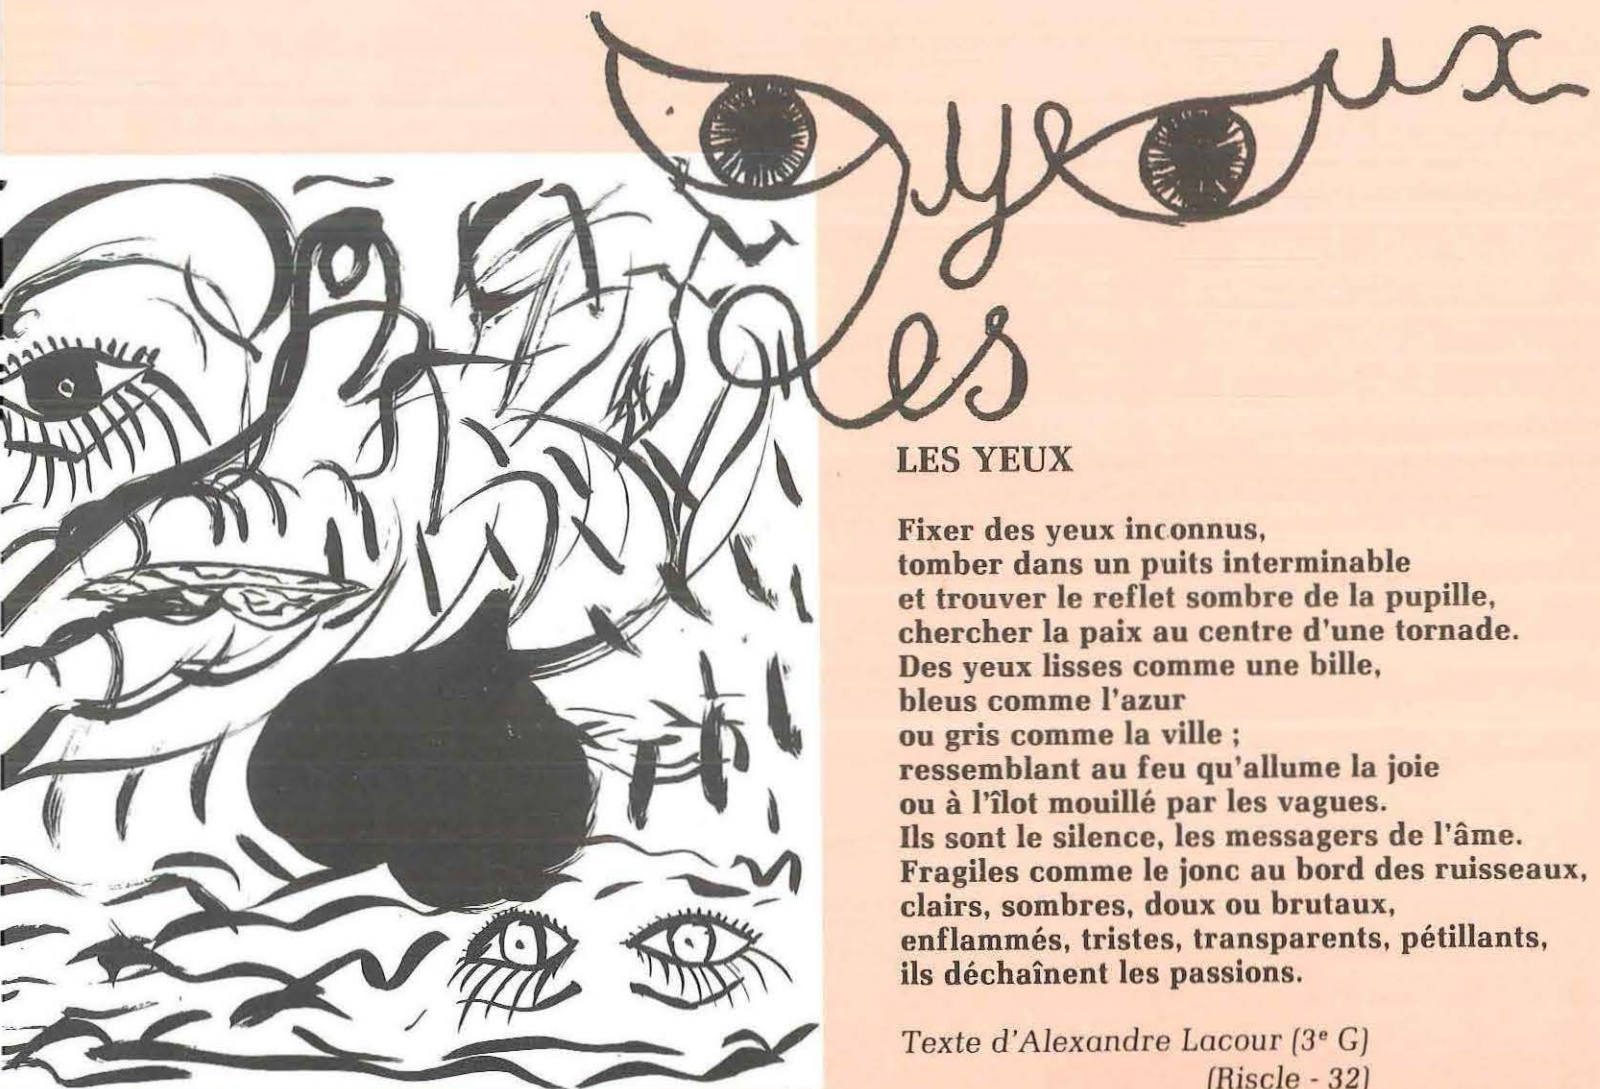 Les yeux
LES YEUX
Fixer des yeux inconnus,
tomber dans un puits interminable
et trouver le reflet sombre de la pupille,
chercher la paix au centre d'une tornade.
Des yeux lisses comme une bille,
bleus comme l'azur
ou gris comme la ville ;
ressemblant au feu qu'allume la joie
ou à l'îlot mouillé par les vagues.
Ils sont le silence, les messagers de l'âme.
Fragiles comme le jonc au bord des ruisseaux,
clairs, sombres, doux ou brutaux,
enflammés, tristes, transparents, pétillants,
ils déchaînent les passions.
Texte d'Alexandre Lacour (3ᵉ G)
(Riscle - 32)